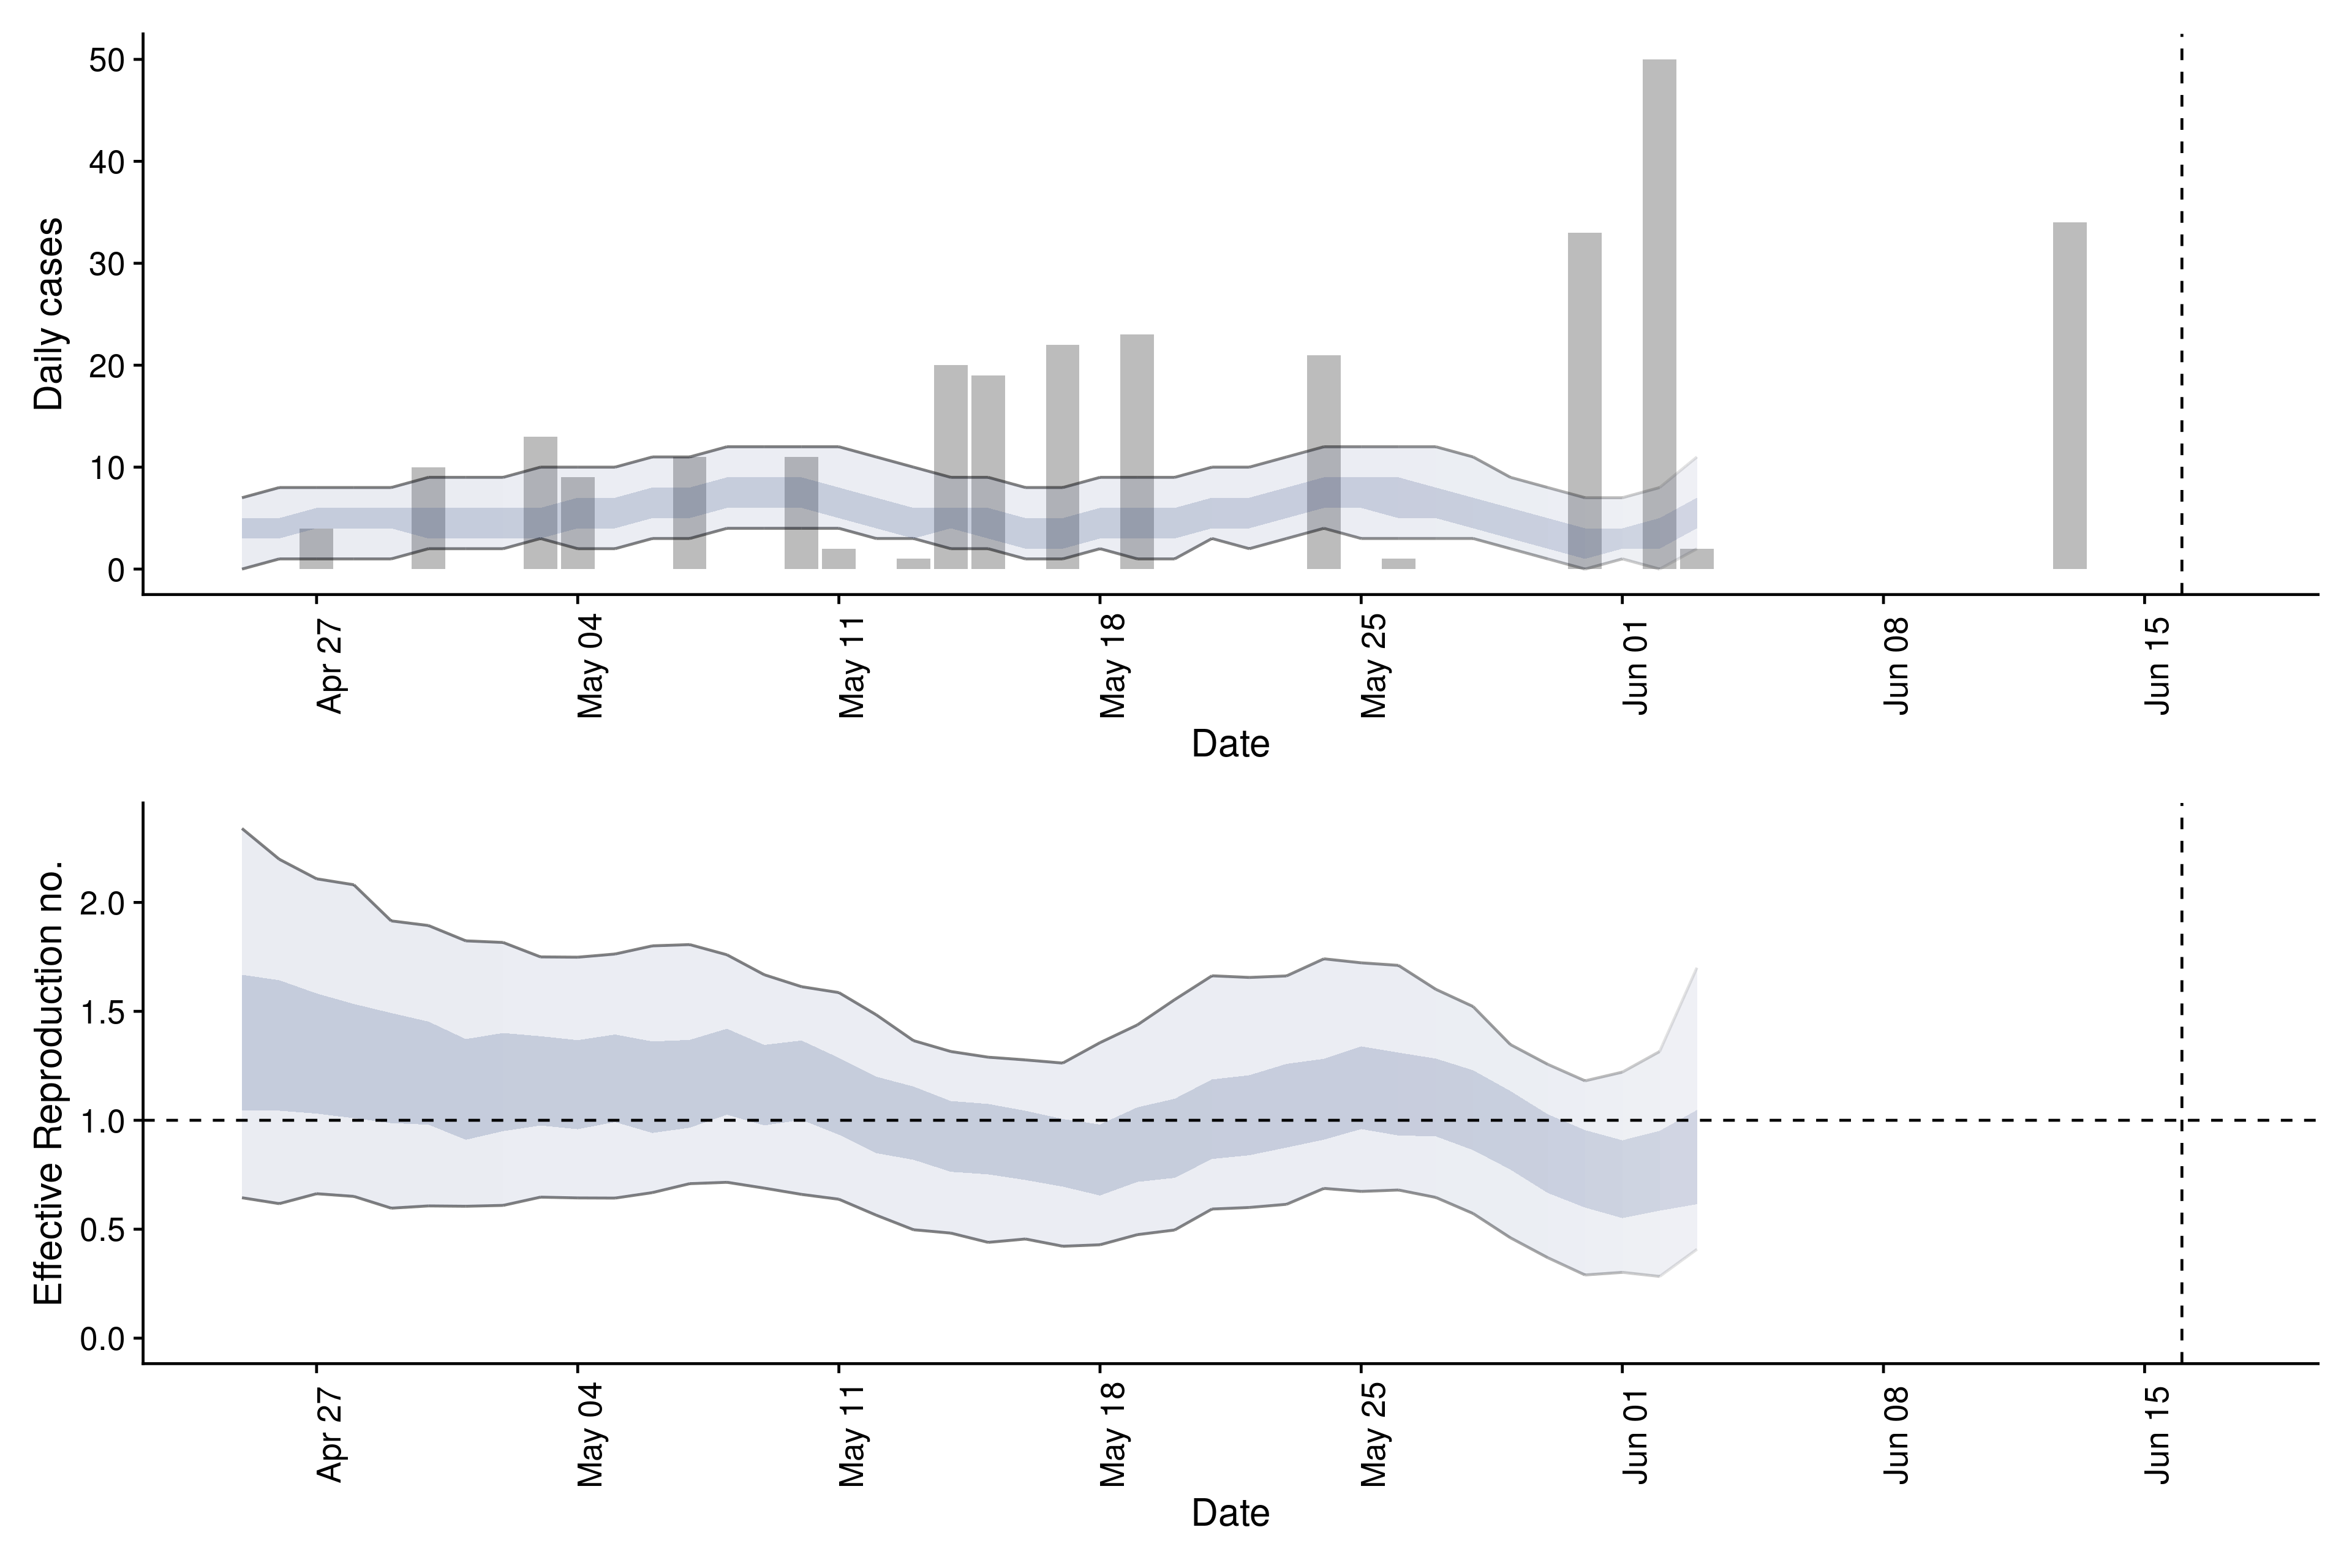 Daily cases
50
40
30
20
10
0
Apr 27
May 04
May 11
May 18
May 25
Jun 01
Jun 08
Jun 15
Date
Effective Reproduction no.
2.0
1.5
1.0
0.5
0.0
Apr 27
May 04
May 11
May 18
May 25
Jun 01
Jun 08
Jun 15
Date